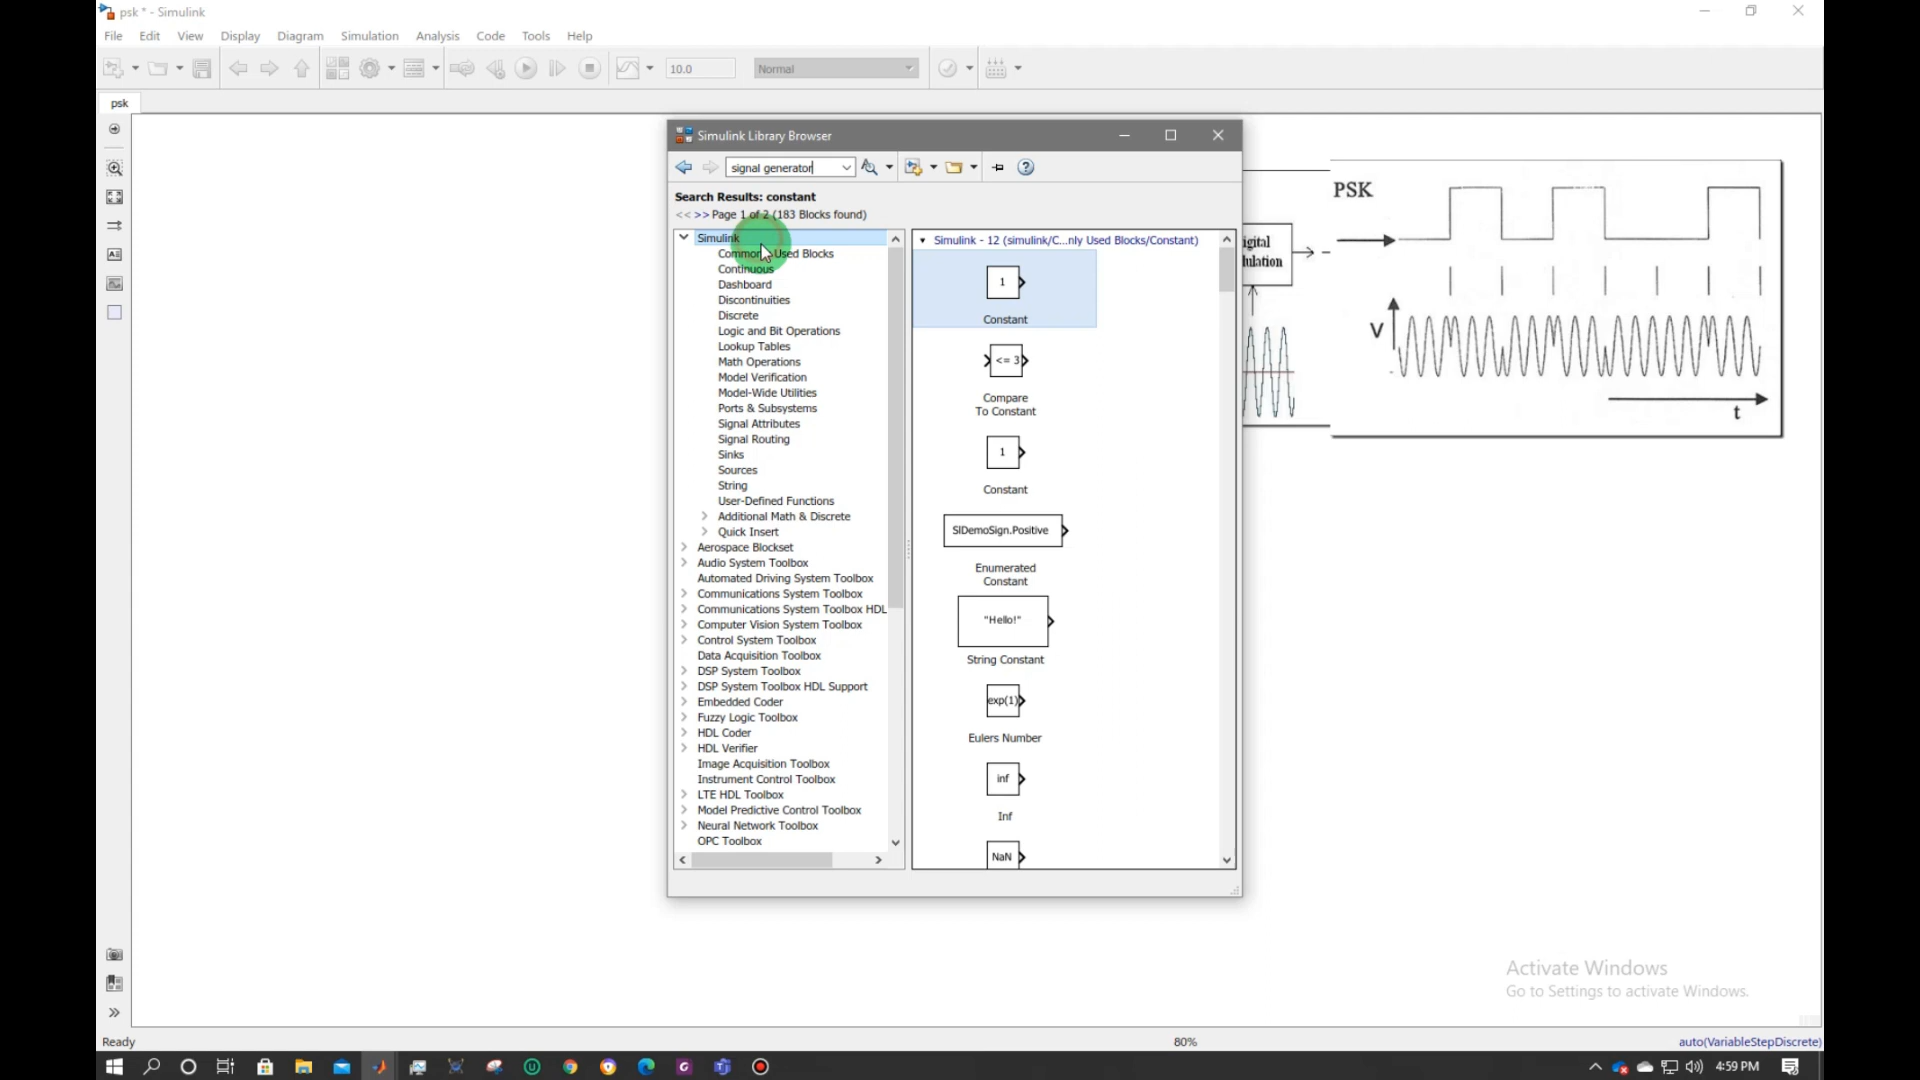 psk * - Simulink
File Edit View Display Diagram Simulation Analysis Code Tools Help
10.0
Normal
psk
Simulink Library Browser
signal generator
Search Results: constant
<< >> Page 1 of 2 (183 Blocks found)
Simulink
Commonly Used Blocks
Continuous
Dashboard
Discontinuities
Discrete
Logic and Bit Operations
Lookup Tables
Math Operations
Model Verification
Model-Wide Utilities
Ports & Subsystems
Signal Attributes
Signal Routing
Sinks
Sources
String
User-Defined Functions
Additional Math & Discrete
Quick Insert
Aerospace Blockset
Audio System Toolbox
Automated Driving System Toolbox
Communications System Toolbox
Communications System Toolbox HDL
Computer Vision System Toolbox
Control System Toolbox
Data Acquisition Toolbox
DSP System Toolbox
DSP System Toolbox HDL Support
Embedded Coder
Fuzzy Logic Toolbox
HDL Coder
HDL Verifier
Image Acquisition Toolbox
Instrument Control Toolbox
LTE HDL Toolbox
Model Predictive Control Toolbox
Neural Network Toolbox
OPC Toolbox
Simulink - 12 (simulink/C...nly Used Blocks/Constant)
1
Constant
<= 3
Compare
To Constant
1
Constant
SlDemoSign.Positive
Enumerated
Constant
"Hello!"
String Constant
exp(1)
Eulers Number
inf
Inf
NaN
igital
dulation
PSK
V
t
Activate Windows
Go to Settings to activate Windows.
Ready
80%
auto(VariableStepDiscrete)
4:59 PM